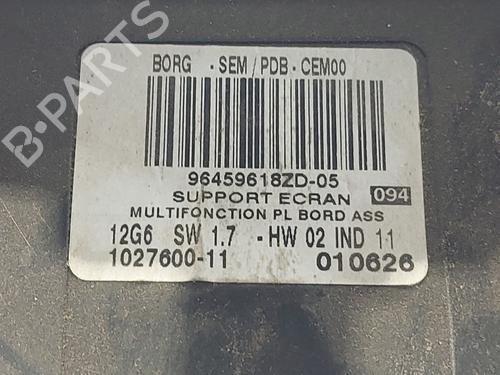 BORG - SEM / PDB - CEM00
96459618ZD-05
SUPPORT ECRAN 094
MULTIFONCTION PL BORD ASS
12G6 SW 1.7 - HW 02 IND 11
1027600-11 010626
B-PARTS